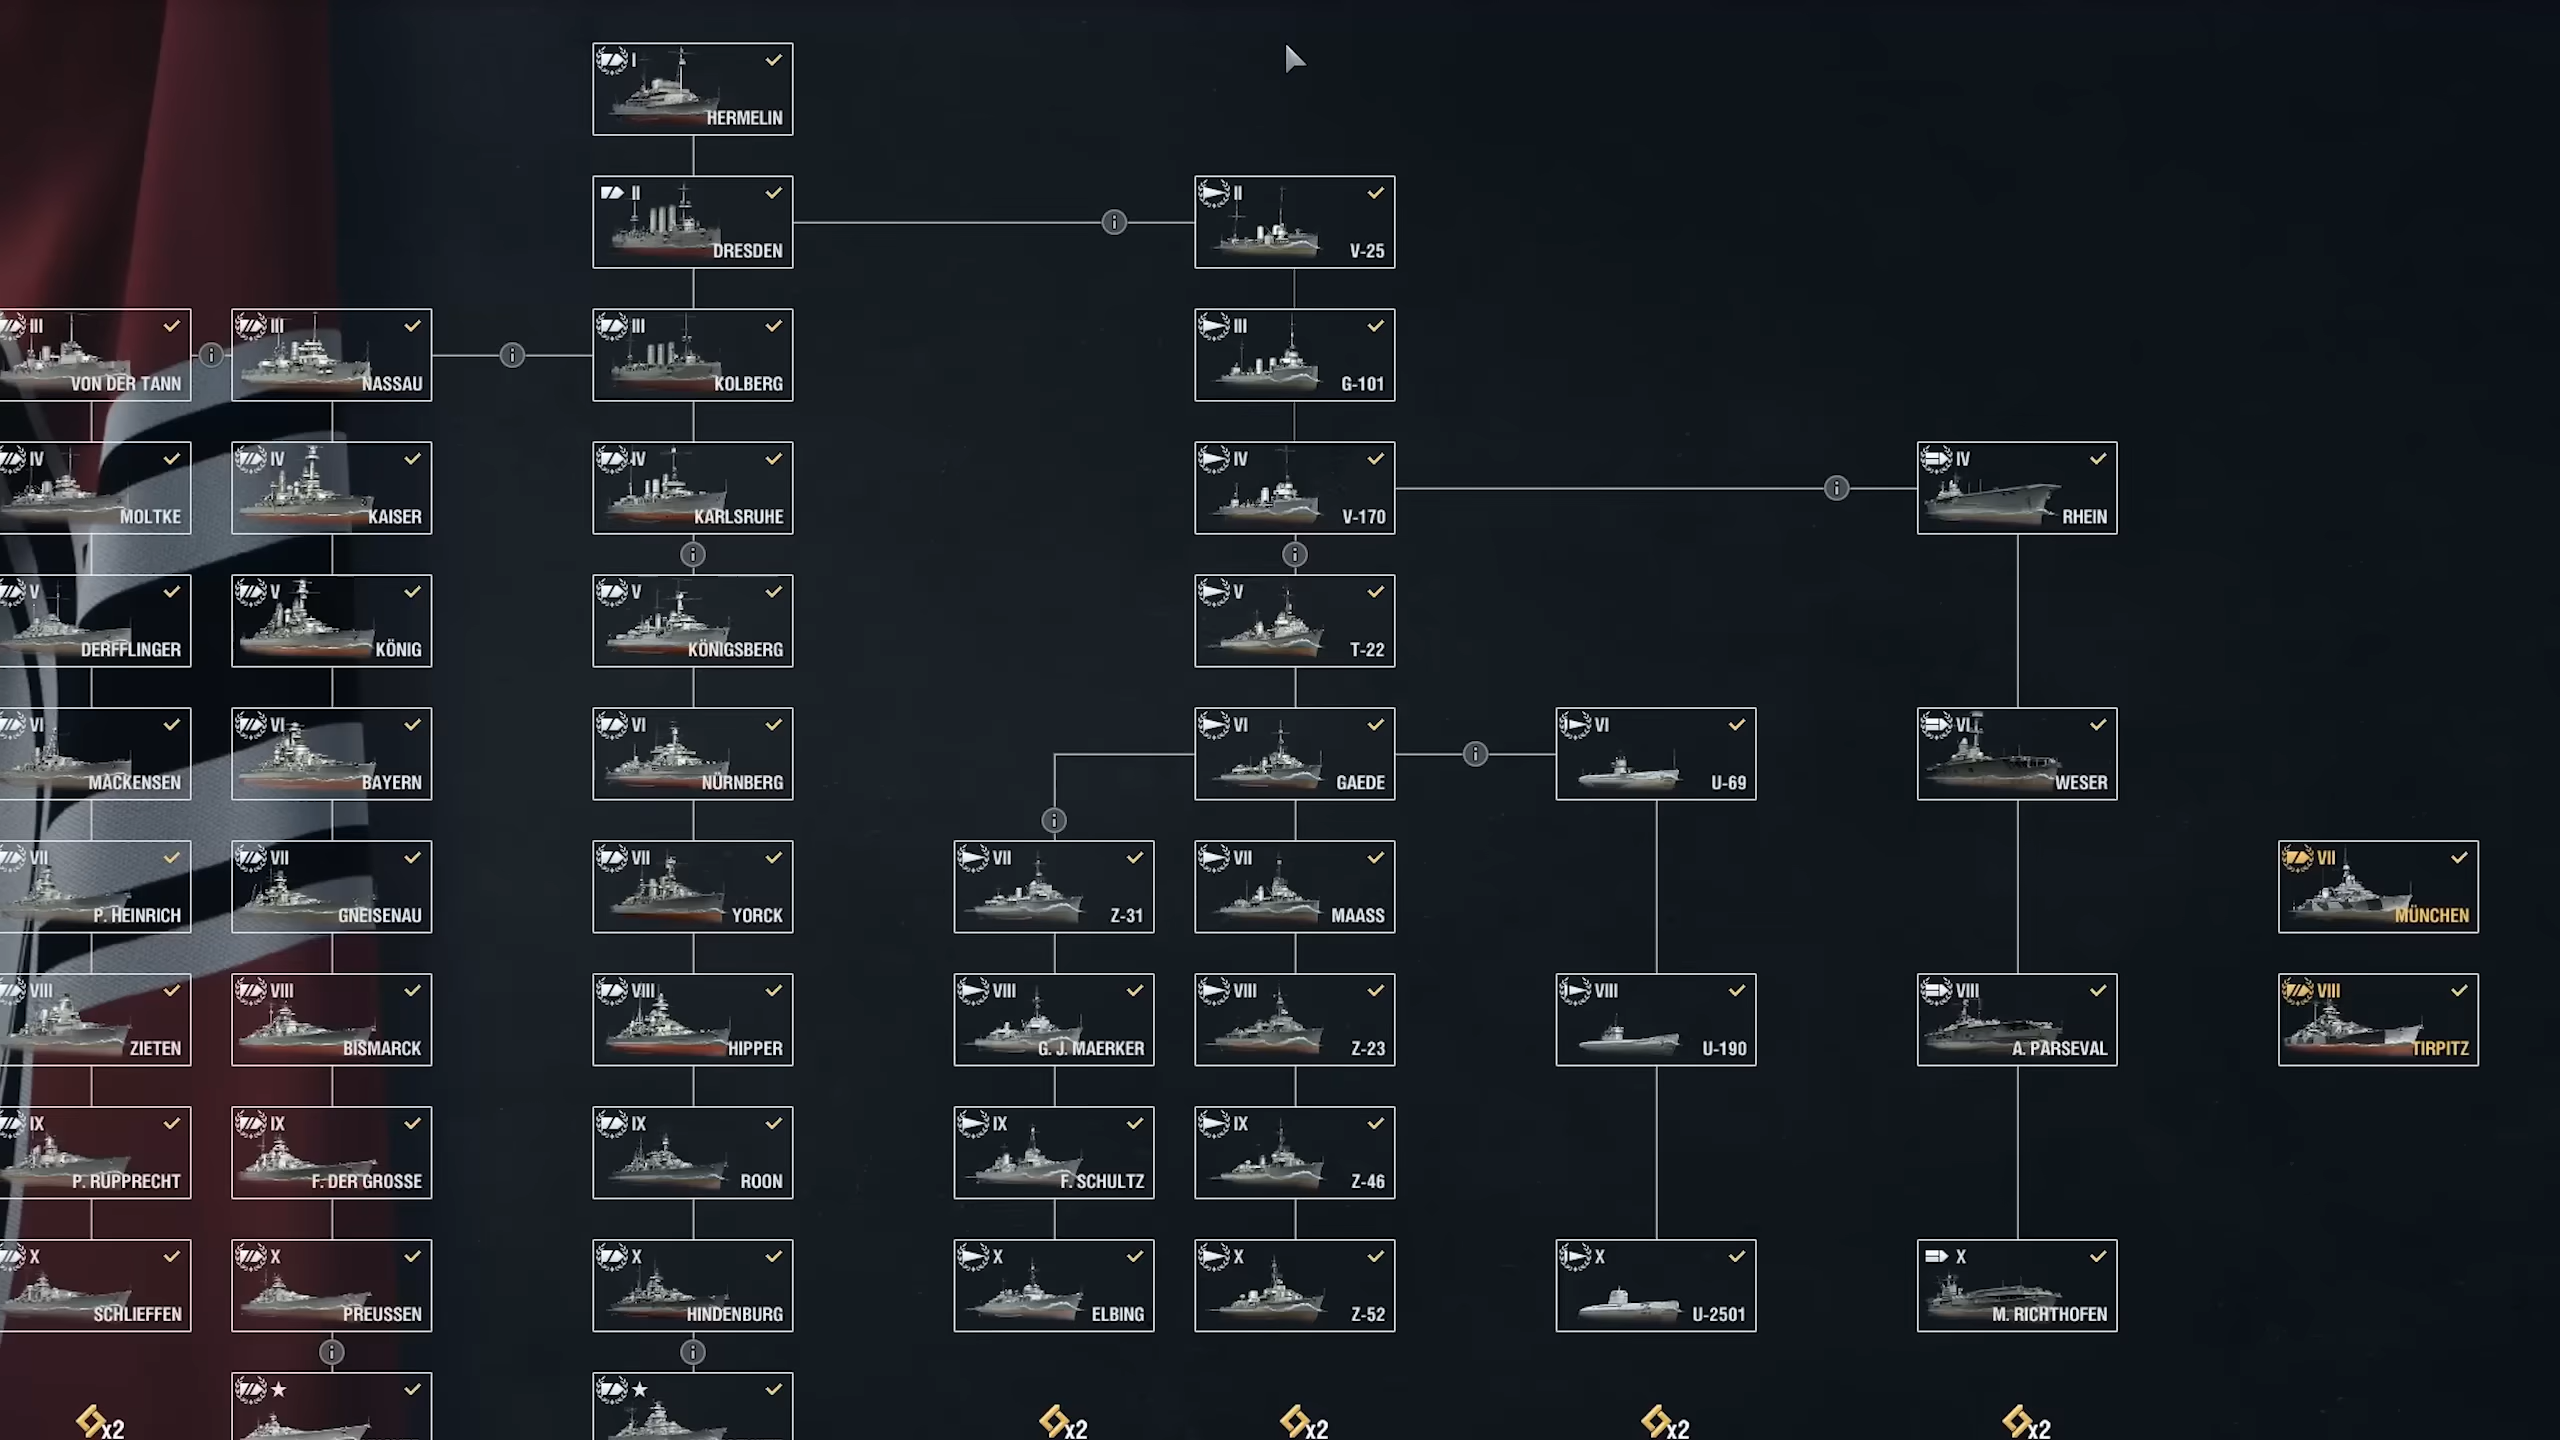 I
HERMELIN
II
DRESDEN
II
V-25
III
VON DER TANN
III
NASSAU
III
KOLBERG
III
G-101
IV
MOLTKE
IV
KAISER
IV
KARLSRUHE
IV
V-170
IV
RHEIN
V
DERFFLINGER
V
KÖNIG
V
KÖNIGSBERG
V
T-22
VI
MACKENSEN
VI
BAYERN
VI
NÜRNBERG
VI
GAEDE
VI
U-69
VI
WESER
VII
P. HEINRICH
VII
GNEISENAU
VII
YORCK
VII
Z-31
VII
MAASS
VII
MÜNCHEN
VIII
ZIETEN
VIII
BISMARCK
VIII
HIPPER
VIII
G. J. MAERKER
VIII
Z-23
VIII
U-190
VIII
A. PARSEVAL
VIII
TIRPITZ
IX
P. RUPPRECHT
IX
F. DER GROSSE
IX
ROON
IX
F. SCHULTZ
IX
Z-46
X
SCHLIEFFEN
X
PREUSSEN
X
HINDENBURG
X
ELBING
X
Z-52
X
U-2501
X
M. RICHTHOFEN
x2
x2
x2
x2
x2